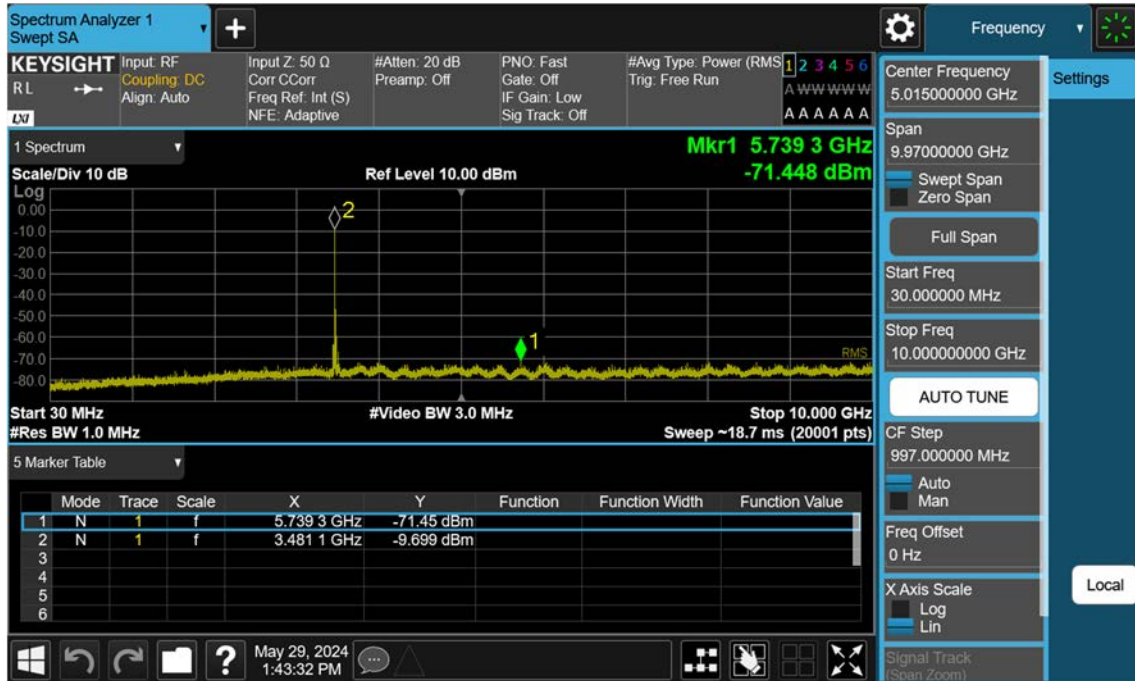 Spectrum Analyzer 1
Swept SA
Frequency
KEYSIGHT
R L
LXI
Input: RF
Coupling: DC
Align: Auto
Input Z: 50 Ω
Corr CCorr
Freq Ref: Int (S)
NFE: Adaptive
#Atten: 20 dB
Preamp: Off
PNO: Fast
Gate: Off
IF Gain: Low
Sig Track: Off
#Avg Type: Power (RMS
Trig: Free Run
1 2 3 4 5 6
A W W W W W
A A A A A A
1 Spectrum
Mkr1 5.739 3 GHz
-71.448 dBm
Scale/Div 10 dB
Ref Level 10.00 dBm
Log
0.00
-10.0
-20.0
-30.0
-40.0
-50.0
-60.0
-70.0
-80.0
2
1
RMS
Start 30 MHz
#Video BW 3.0 MHz
Stop 10.000 GHz
#Res BW 1.0 MHz
Sweep ~18.7 ms (20001 pts)
5 Marker Table
Mode Trace Scale X Y Function Function Width Function Value
1 N 1 f 5.739 3 GHz -71.45 dBm
2 N 1 f 3.481 1 GHz -9.699 dBm
3
4
5
6
?
May 29, 2024
1:43:32 PM
Center Frequency
5.015000000 GHz
Settings
Span
9.97000000 GHz
Swept Span
Zero Span
Full Span
Start Freq
30.000000 MHz
Stop Freq
10.000000000 GHz
AUTO TUNE
CF Step
997.000000 MHz
Auto
Man
Freq Offset
0 Hz
X Axis Scale
Log
Lin
Local
Signal Track
(Span Zoom)